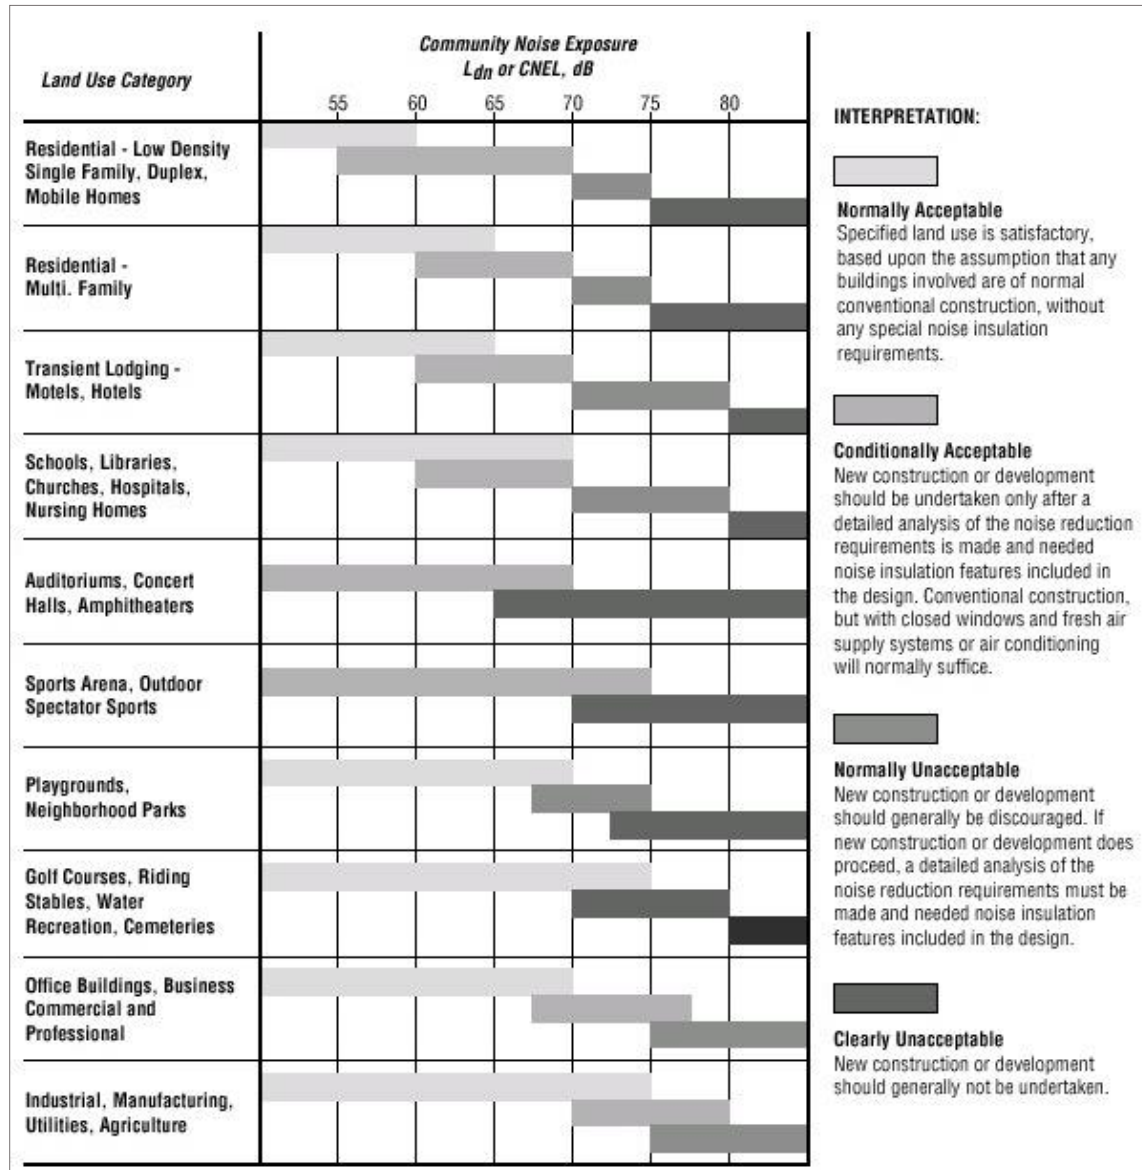 Community Noise Exposure
Ldn or CNEL, dB
Land Use Category
55 60 65 70 75 80
Residential - Low Density
Single Family, Duplex,
Mobile Homes
Residential -
Multi. Family
Transient Lodging -
Motels, Hotels
Schools, Libraries,
Churches, Hospitals,
Nursing Homes
Auditoriums, Concert
Halls, Amphitheaters
Sports Arena, Outdoor
Spectator Sports
Playgrounds,
Neighborhood Parks
Golf Courses, Riding
Stables, Water
Recreation, Cemeteries
Office Buildings, Business
Commercial and
Professional
Industrial, Manufacturing,
Utilities, Agriculture
INTERPRETATION:
Normally Acceptable
Specified land use is satisfactory,
based upon the assumption that any
buildings involved are of normal
conventional construction, without
any special noise insulation
requirements.
Conditionally Acceptable
New construction or development
should be undertaken only after a
detailed analysis of the noise reduction
requirements is made and needed
noise insulation features included in
the design. Conventional construction,
but with closed windows and fresh air
supply systems or air conditioning
will normally suffice.
Normally Unacceptable
New construction or development
should generally be discouraged. If
new construction or development does
proceed, a detailed analysis of the
noise reduction requirements must be
made and needed noise insulation
features included in the design.
Clearly Unacceptable
New construction or development
should generally not be undertaken.